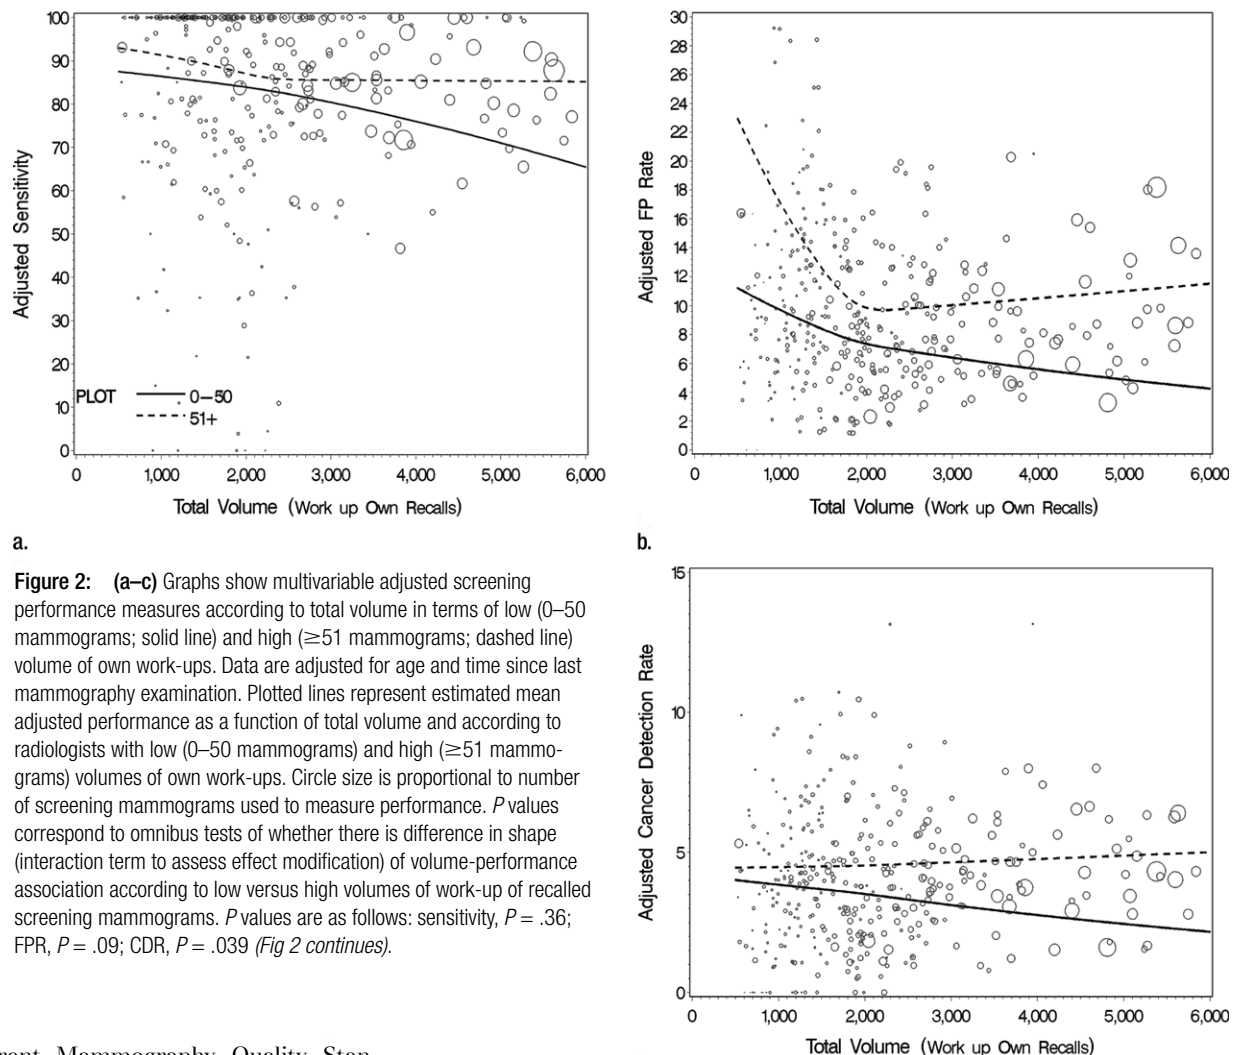 100
90
80
70
60
50
40
30
20
10
0
Adjusted Sensitivity
PLOT
0–50
51+
0 1,000 2,000 3,000 4,000 5,000 6,000
Total Volume (Work up Own Recalls)
a.
30
28
26
24
22
20
18
16
14
12
10
8
6
4
2
0
Adjusted FP Rate
0 1,000 2,000 3,000 4,000 5,000 6,000
Total Volume (Work up Own Recalls)
b.
Figure 2: (a–c) Graphs show multivariable adjusted screening
performance measures according to total volume in terms of low (0–50
mammograms; solid line) and high (≥51 mammograms; dashed line)
volume of own work-ups. Data are adjusted for age and time since last
mammography examination. Plotted lines represent estimated mean
adjusted performance as a function of total volume and according to
radiologists with low (0–50 mammograms) and high (≥51 mammo-
grams) volumes of own work-ups. Circle size is proportional to number
of screening mammograms used to measure performance. P values
correspond to omnibus tests of whether there is difference in shape
(interaction term to assess effect modification) of volume-performance
association according to low versus high volumes of work-up of recalled
screening mammograms. P values are as follows: sensitivity, P = .36;
FPR, P = .09; CDR, P = .039 (Fig 2 continues).
15
10
5
0
Adjusted Cancer Detection Rate
0 1,000 2,000 3,000 4,000 5,000 6,000
Total Volume (Work up Own Recalls)
Mammography Quality Stan